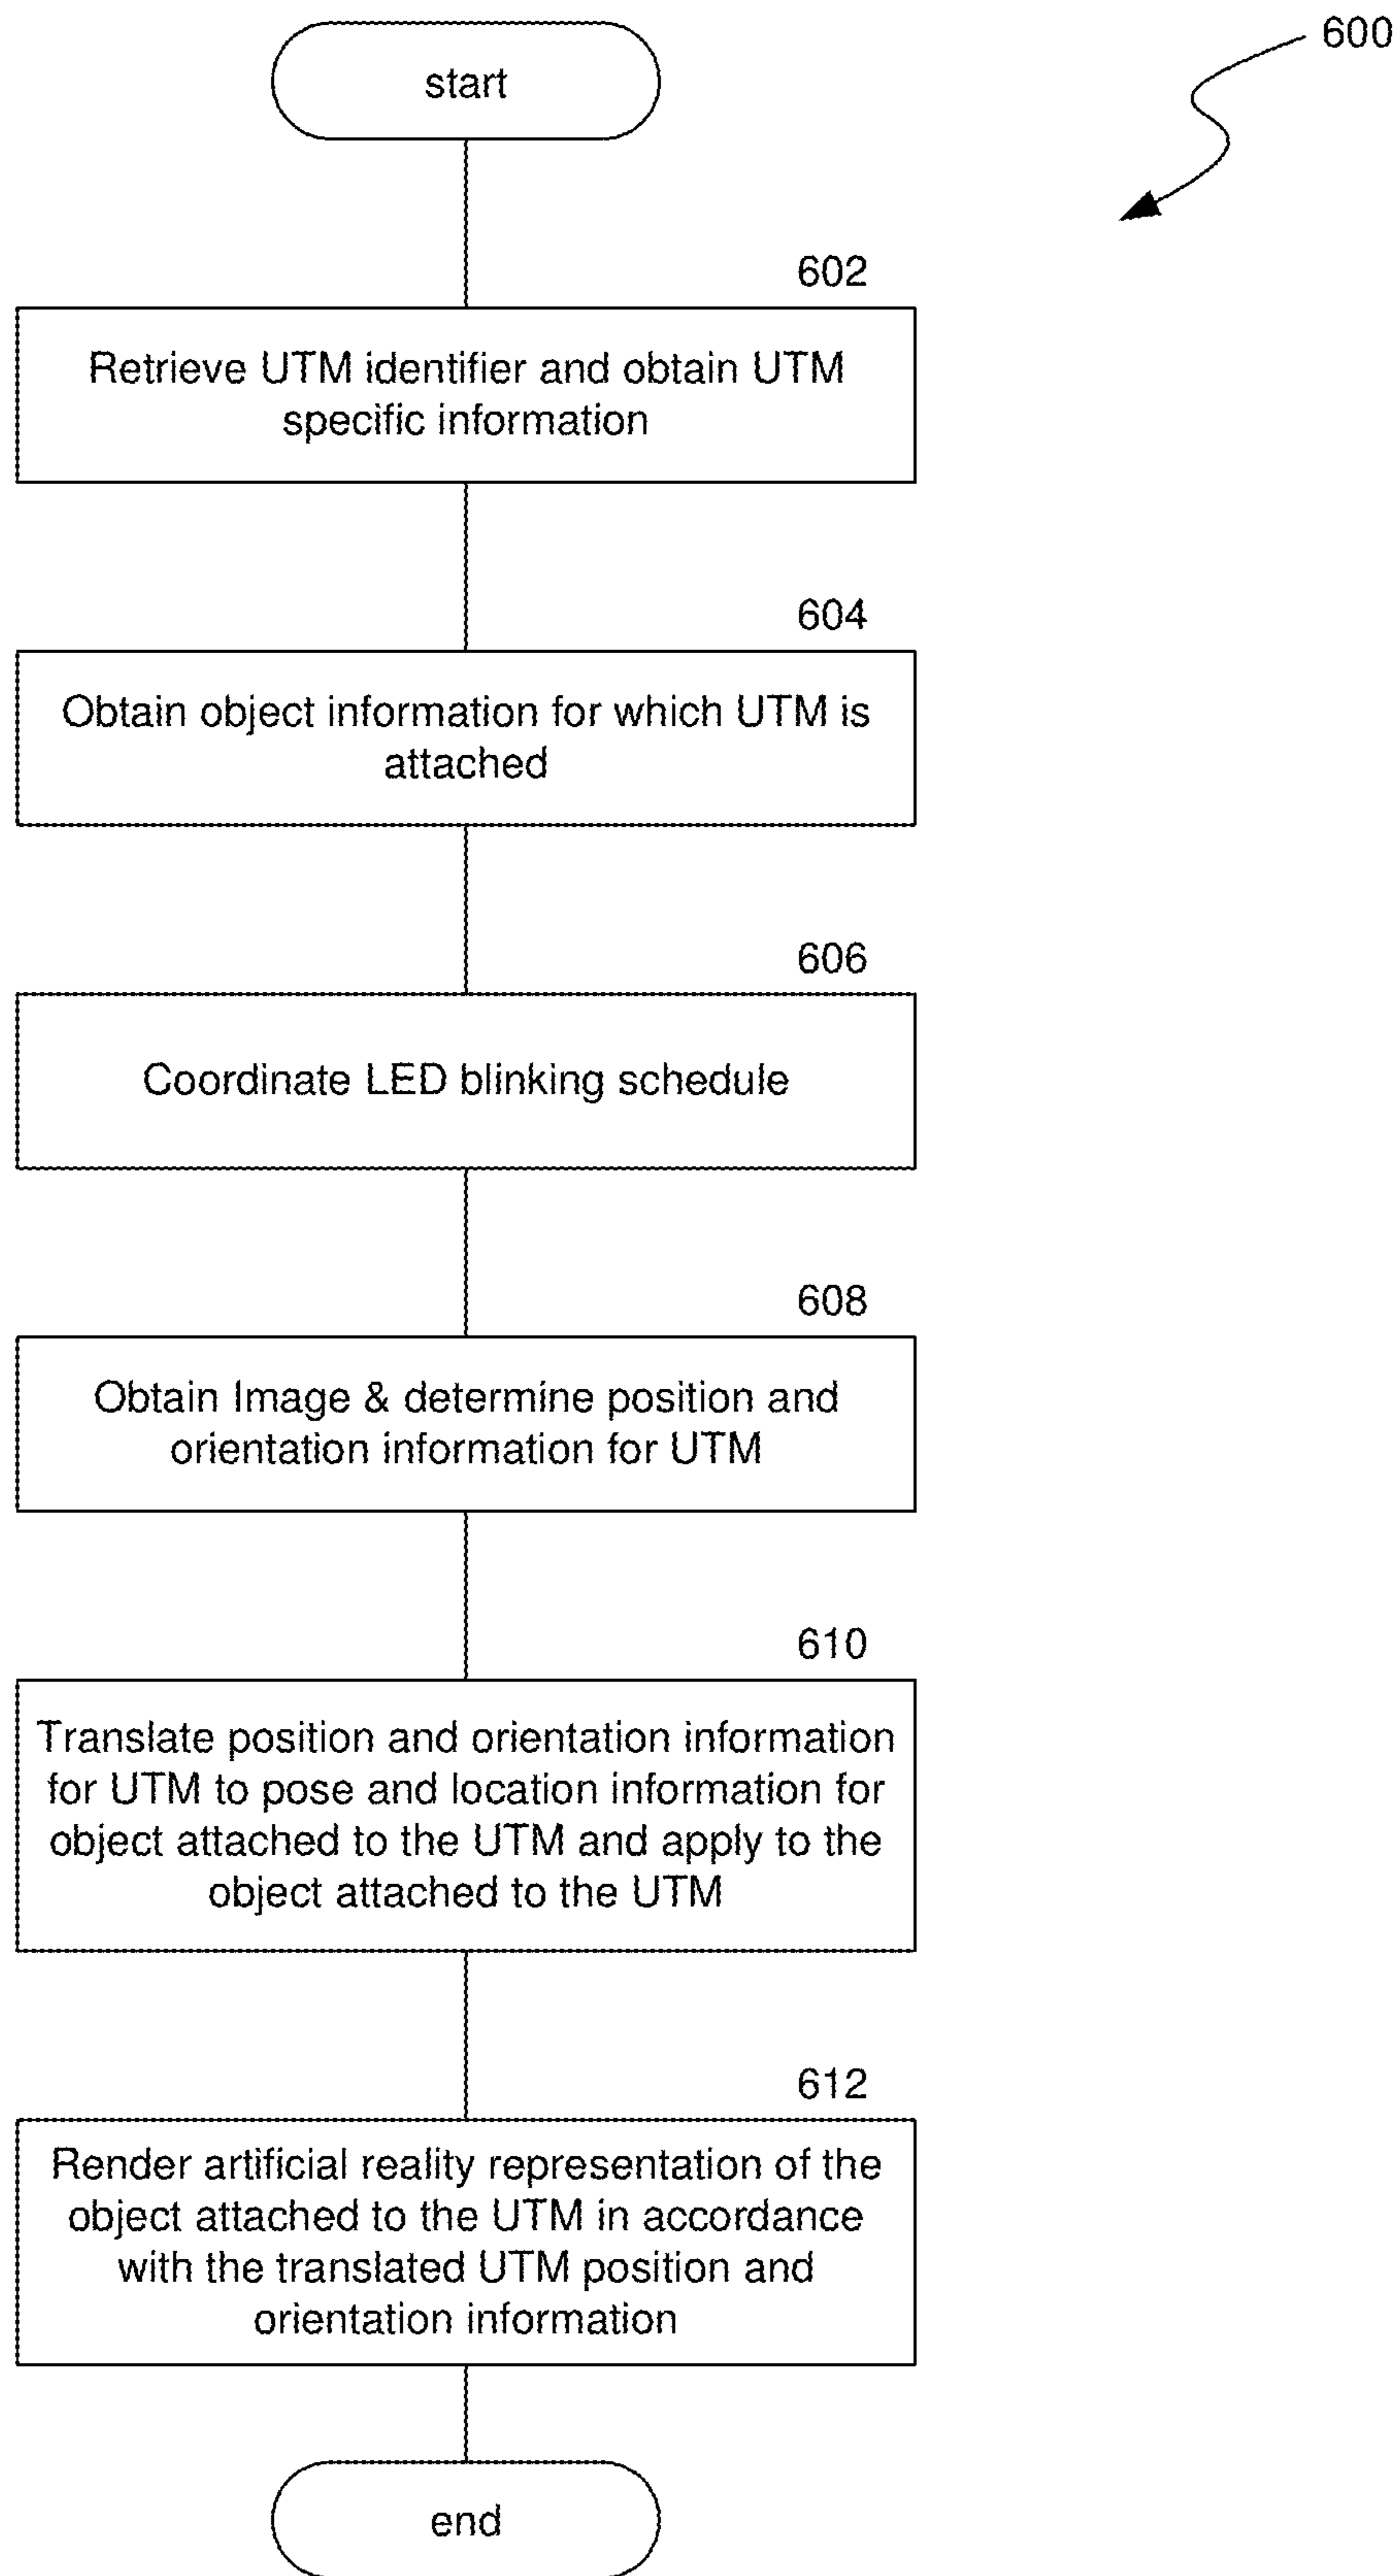 start
600
602
Retrieve UTM identifier and obtain UTM
specific information
604
Obtain object information for which UTM is
attached
606
Coordinate LED blinking schedule
608
Obtain Image & determine position and
orientation information for UTM
610
Translate position and orientation information
for UTM to pose and location information for
object attached to the UTM and apply to the
object attached to the UTM
612
Render artificial reality representation of the
object attached to the UTM in accordance
with the translated UTM position and
orientation information
end